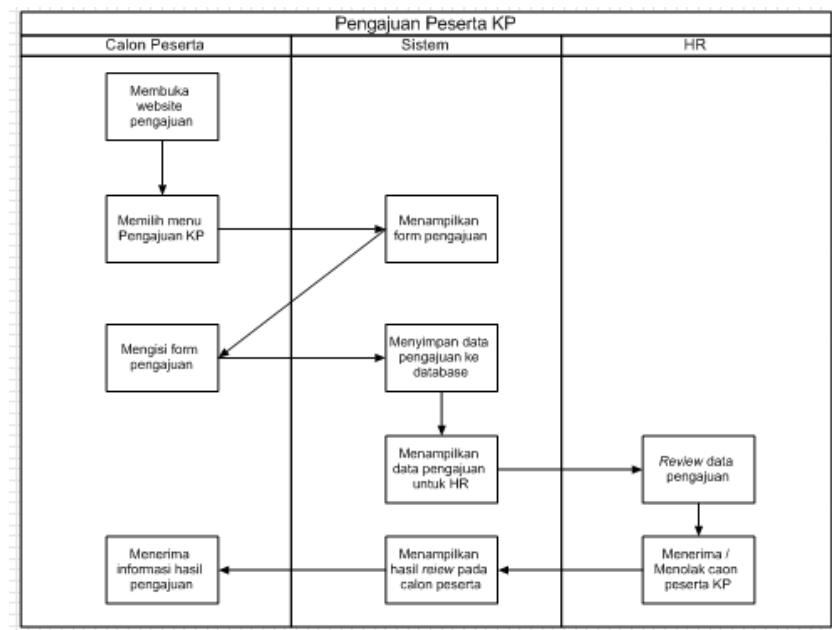 Pengajuan Peserta KP
Calon Peserta
Sistem
HR
Membuka
website
pengajuan
Memilih menu
Pengajuan KP
Menampilkan
form pengajuan
Mengisi form
pengajuan
Menyimpan data
pengajuan ke
database
Menampilkan
data pengajuan
untuk HR
Review data
pengajuan
Menerima /
Menolak caon
peserta KP
Menampilkan
hasil reiew pada
calon peserta
Menerima
informasi hasil
pengajuan